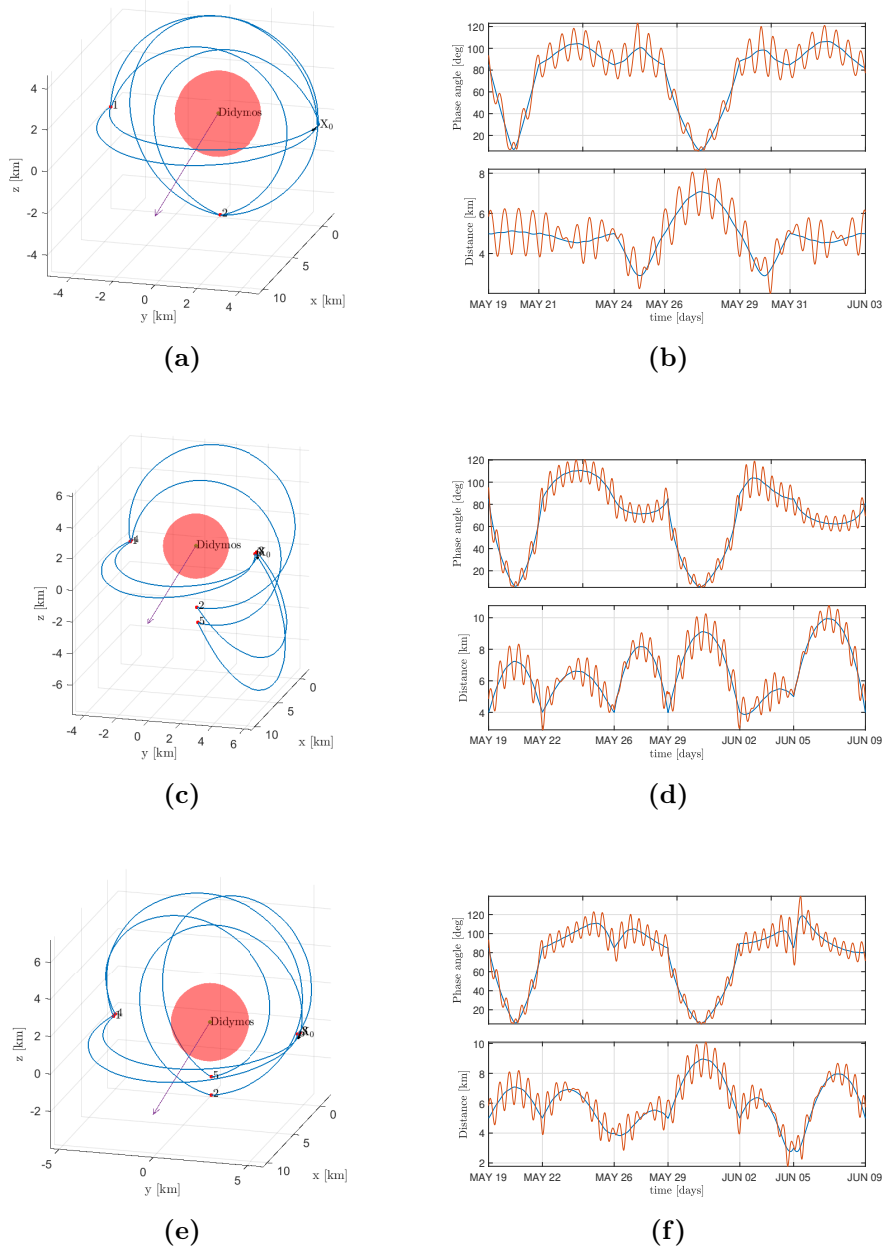 4
2
0
-2
-4
z [km]
1
Didymos
X0
2
-4
-2
0
2
4
y [km]
0
5
10
x [km]
(a)
120
100
80
60
40
20
Phase angle [deg]
8
6
4
Distance [km]
MAY 19 MAY 21 MAY 24 MAY 26 MAY 29 MAY 31 JUN 03
time [days]
(b)
6
4
2
0
-2
-4
-6
z [km]
4
Didymos
X0
2
5
-4
-2
0
2
4
6
y [km]
0
5
10
x [km]
(c)
120
100
80
60
40
20
Phase angle [deg]
10
8
6
4
Distance [km]
MAY 19 MAY 22 MAY 26 MAY 29 JUN 02 JUN 05 JUN 09
time [days]
(d)
6
4
2
0
-2
z [km]
4
Didymos
X0
5
2
-5
0
5
y [km]
0
5
10
x [km]
(e)
120
100
80
60
40
20
Phase angle [deg]
10
8
6
4
2
Distance [km]
MAY 19 MAY 22 MAY 26 MAY 29 JUN 02 JUN 05 JUN 09
time [days]
(f)